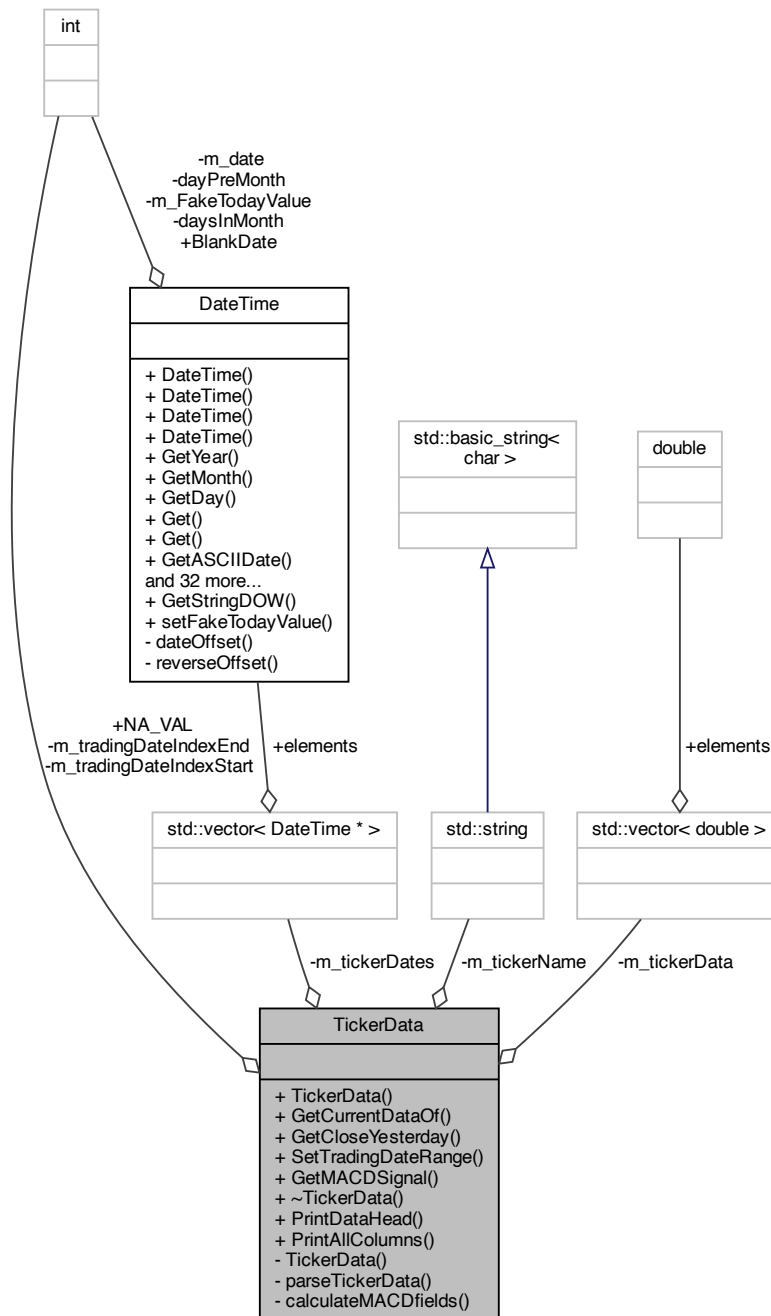 int
-m_date
-dayPreMonth
-m_FakeTodayValue
-daysInMonth
+BlankDate
DateTime
+ DateTime()
+ DateTime()
+ DateTime()
+ DateTime()
+ GetYear()
+ GetMonth()
+ GetDay()
+ Get()
+ Get()
+ GetASCIIDate()
and 32 more...
+ GetStringDOW()
+ setFakeTodayValue()
- dateOffset()
- reverseOffset()
std::basic_string<
char >
double
+NA_VAL
-m_tradingDateIndexEnd
-m_tradingDateIndexStart
+elements
+elements
std::vector< DateTime * >
std::string
std::vector< double >
-m_tickerDates
-m_tickerName
-m_tickerData
TickerData
+ TickerData()
+ GetCurrentDataOf()
+ GetCloseYesterday()
+ SetTradingDateRange()
+ GetMACDSignal()
+ ~TickerData()
+ PrintDataHead()
+ PrintAllColumns()
- TickerData()
- parseTickerData()
- calculateMACDfields()